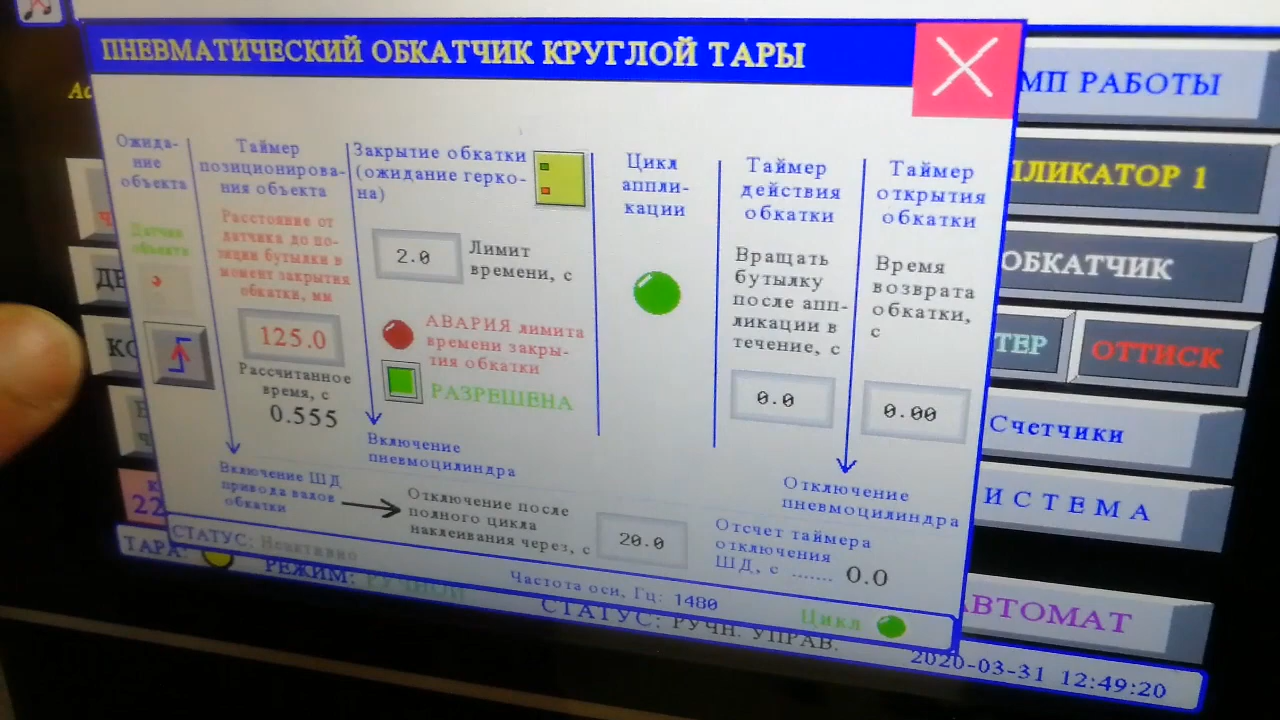 ПНЕВМАТИЧЕСКИЙ ОБКАТЧИК КРУГЛОЙ ТАРЫ
Ожида-
ние
объекта
Датчик
объекта
Таймер
позиционирова-
ния объекта
Расстояние от
датчика до по-
зиции бутылки в
момент закрытия
обкатки, мм
125.0
Рассчитанное
время, с
0.555
Включение ШД
привода валов
обкатки
Закрытие обкатки
(ожидание герко-
на)
2.0
Лимит
времени, с
АВАРИЯ лимита
времени закры-
тия обкатки
РАЗРЕШЕНА
Включение
пневмоцилиндра
Отключение после
полного цикла
наклеивания через, с
20.0
Цикл
аппли-
кации
Таймер
действия
обкатки
Вращать
бутылку
после апп-
ликации в
течение, с
0.0
Таймер
открытия
обкатки
Время
возврата
обкатки,
с
0.00
Отключение
пневмоцилиндра
Отсчет таймера
отключения
ШД, с ....... 0.0
СТАТУС: Неактивно
Частота оси, Гц: 1480
Цикл
МП РАБОТЫ
ПЛИКАТОР 1
ОБКАТЧИК
ТЕР
ОТТИСК
Счетчики
ИСТЕМА
АВТОМАТ
ДЕ
КО
22
ТАРА:
РЕЖИМ: РУЧНОЙ
СТАТУС: РУЧН. УПРАВ.
2020-03-31 12:49:20